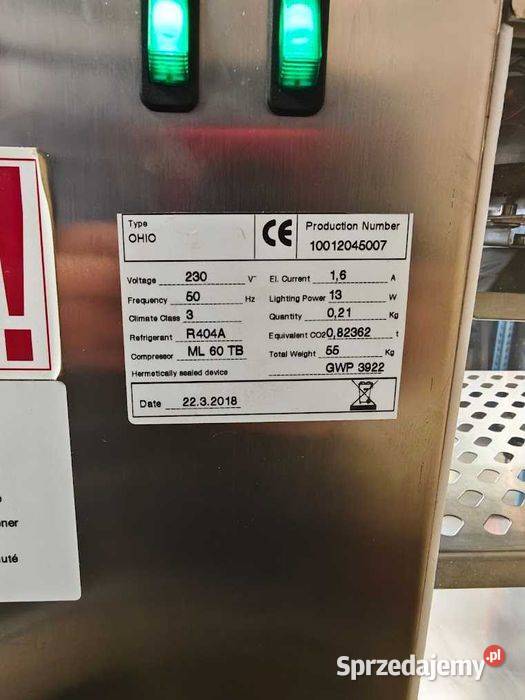 Type
OHIO
CE
Production Number
10012045007
Voltage 230 V~
El. Current 1,6 A
Frequency 50 Hz
Lighting Power 13 W
Climate Class 3
Quantity 0,21 Kg
Refrigerant R404A
Equivalent CO2 0,82362 t
Compressor ML 60 TB
Total Weight 55 Kg
Hermetically sealed device
GWP 3922
Date 22.3.2018
!
ner
uté
Sprzedajemy.pl